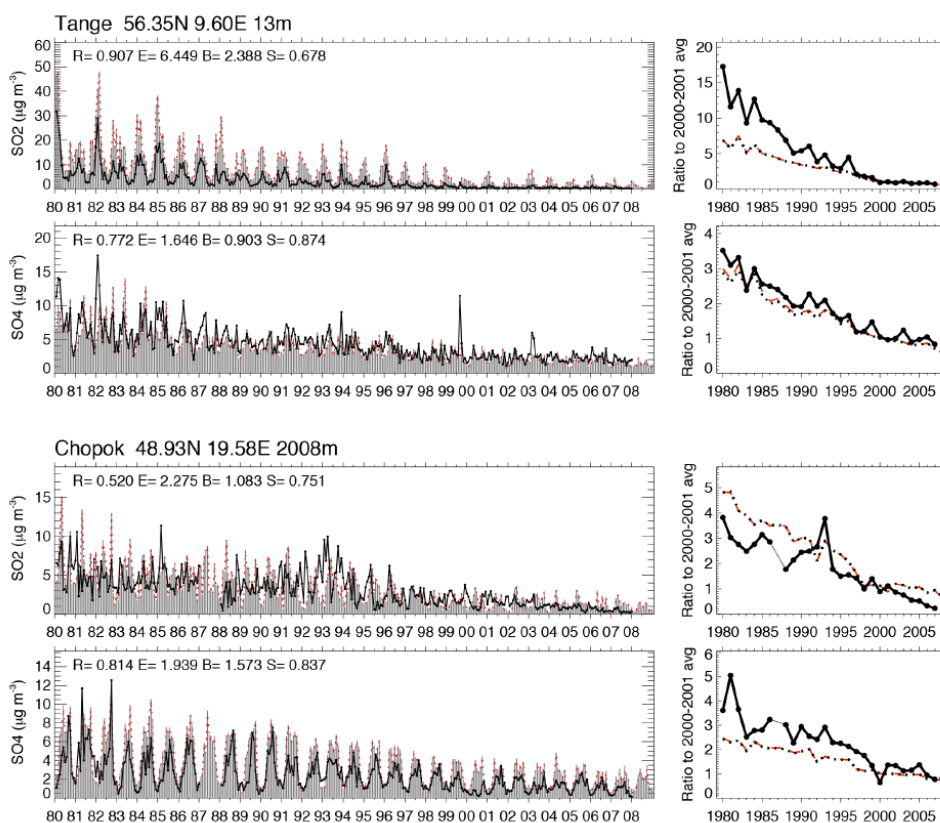 Tange 56.35N 9.60E 13m
R= 0.907 E= 6.449 B= 2.388 S= 0.678
SO2 (μg m-3)
60
50
40
30
20
10
0
80 81 82 83 84 85 86 87 88 89 90 91 92 93 94 95 96 97 98 99 00 01 02 03 04 05 06 07 08
Ratio to 2000-2001 avg
20
15
10
5
0
1980 1985 1990 1995 2000 2005
R= 0.772 E= 1.646 B= 0.903 S= 0.874
SO4 (μg m-3)
20
15
10
5
0
80 81 82 83 84 85 86 87 88 89 90 91 92 93 94 95 96 97 98 99 00 01 02 03 04 05 06 07 08
Ratio to 2000-2001 avg
4
3
2
1
0
1980 1985 1990 1995 2000 2005
Chopok 48.93N 19.58E 2008m
R= 0.520 E= 2.275 B= 1.083 S= 0.751
SO2 (μg m-3)
15
10
5
0
80 81 82 83 84 85 86 87 88 89 90 91 92 93 94 95 96 97 98 99 00 01 02 03 04 05 06 07 08
Ratio to 2000-2001 avg
5
4
3
2
1
0
1980 1985 1990 1995 2000 2005
R= 0.814 E= 1.939 B= 1.573 S= 0.837
SO4 (μg m-3)
14
12
10
8
6
4
2
0
80 81 82 83 84 85 86 87 88 89 90 91 92 93 94 95 96 97 98 99 00 01 02 03 04 05 06 07 08
Ratio to 2000-2001 avg
6
5
4
3
2
1
0
1980 1985 1990 1995 2000 2005